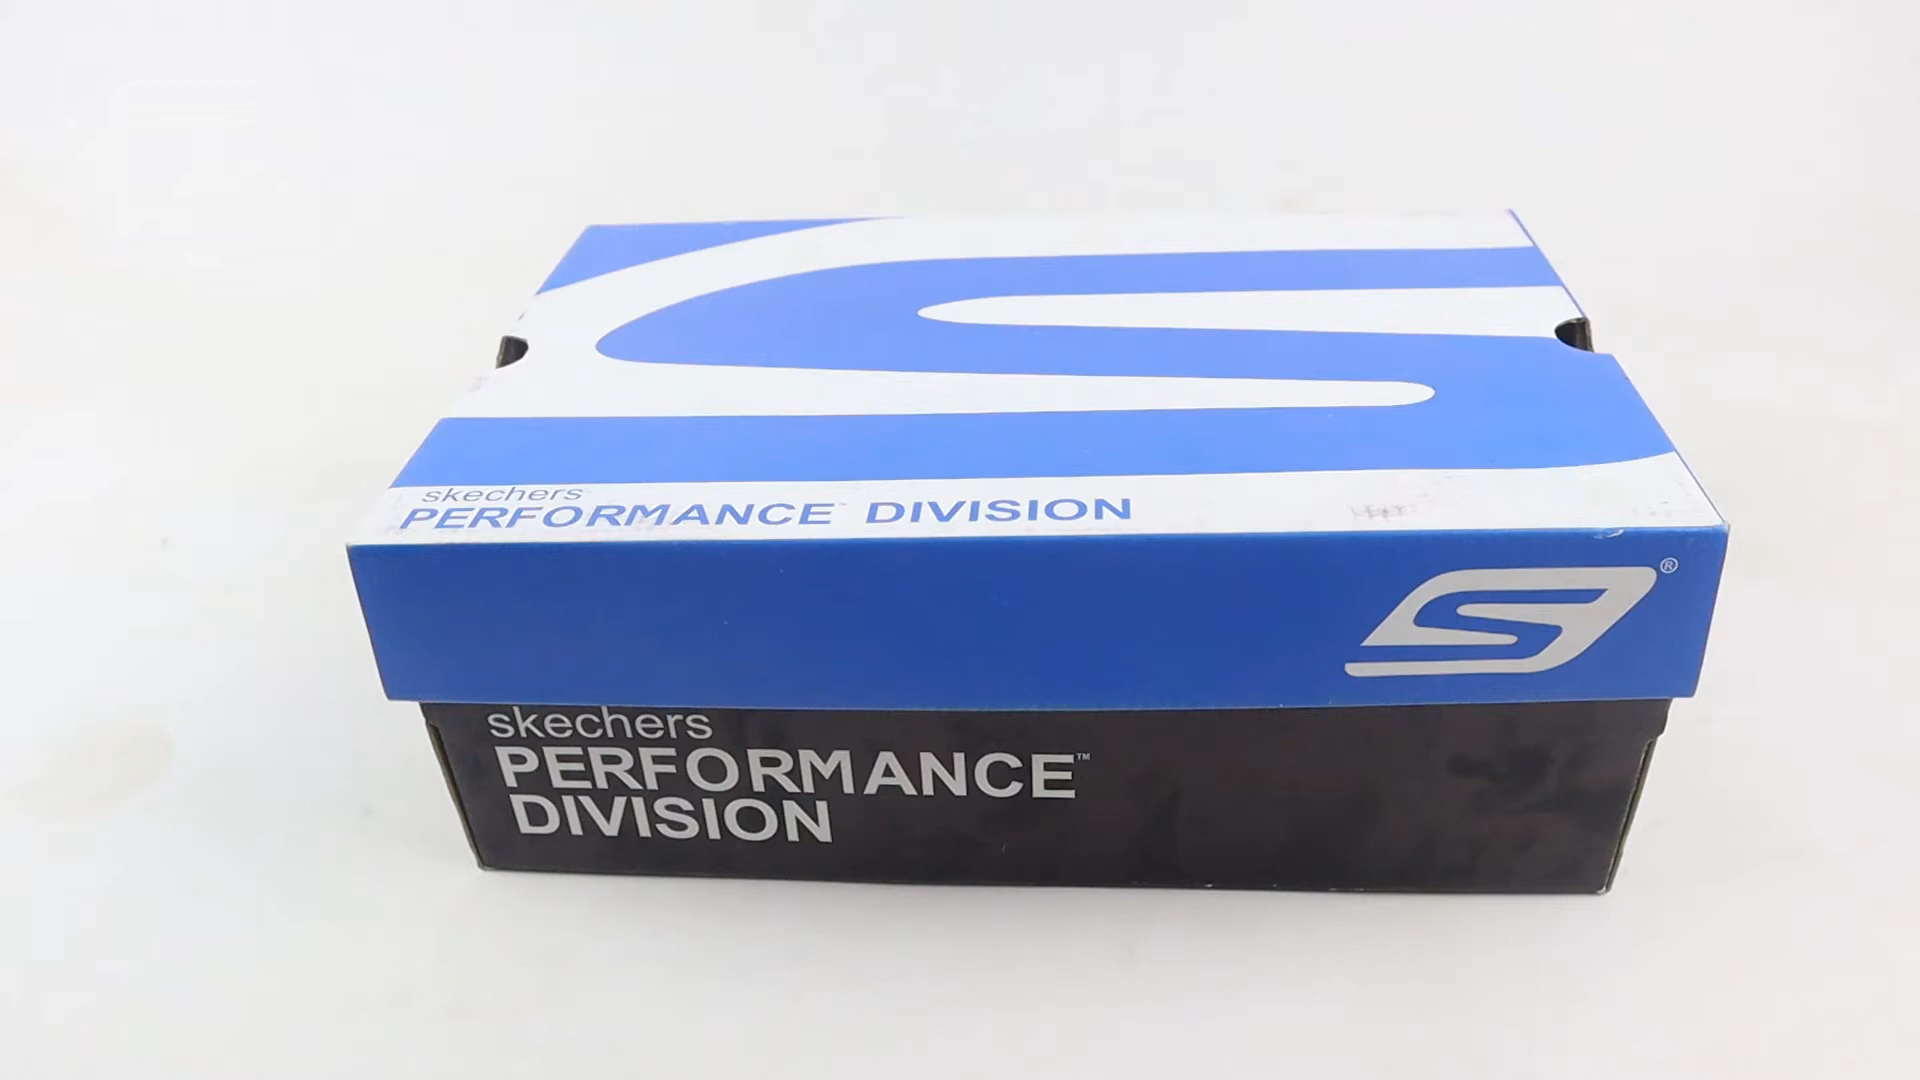 skechers
PERFORMANCE™ DIVISION
S®
skechers
PERFORMANCE™
DIVISION